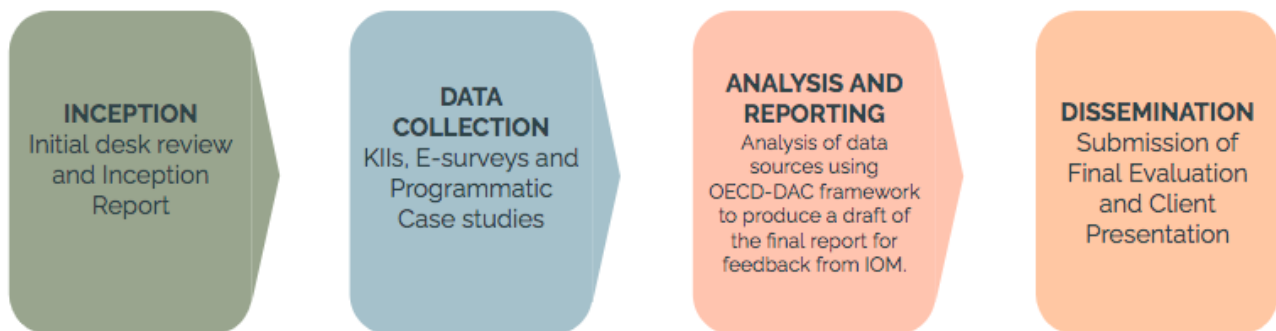 INCEPTION
Initial desk review
and Inception
Report
DATA
COLLECTION
KIIs, E-surveys and
Programmatic
Case studies
ANALYSIS AND
REPORTING
Analysis of data
sources using
OECD-DAC framework
to produce a draft of
the final report for
feedback from IOM.
DISSEMINATION
Submission of
Final Evaluation
and Client
Presentation